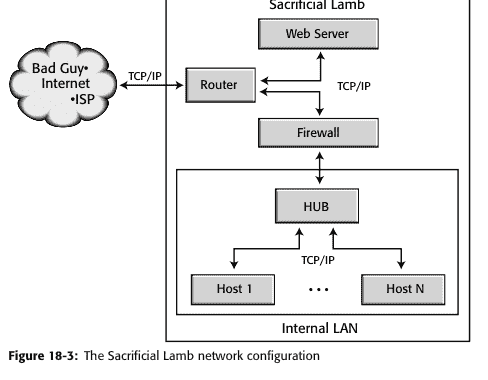 Sacrificial Lamb
Web Server
Bad Guy•
Internet
•ISP
TCP/IP
Router
TCP/IP
Firewall
HUB
TCP/IP
Host 1
• • •
Host N
Internal LAN
Figure 18-3: The Sacrificial Lamb network configuration